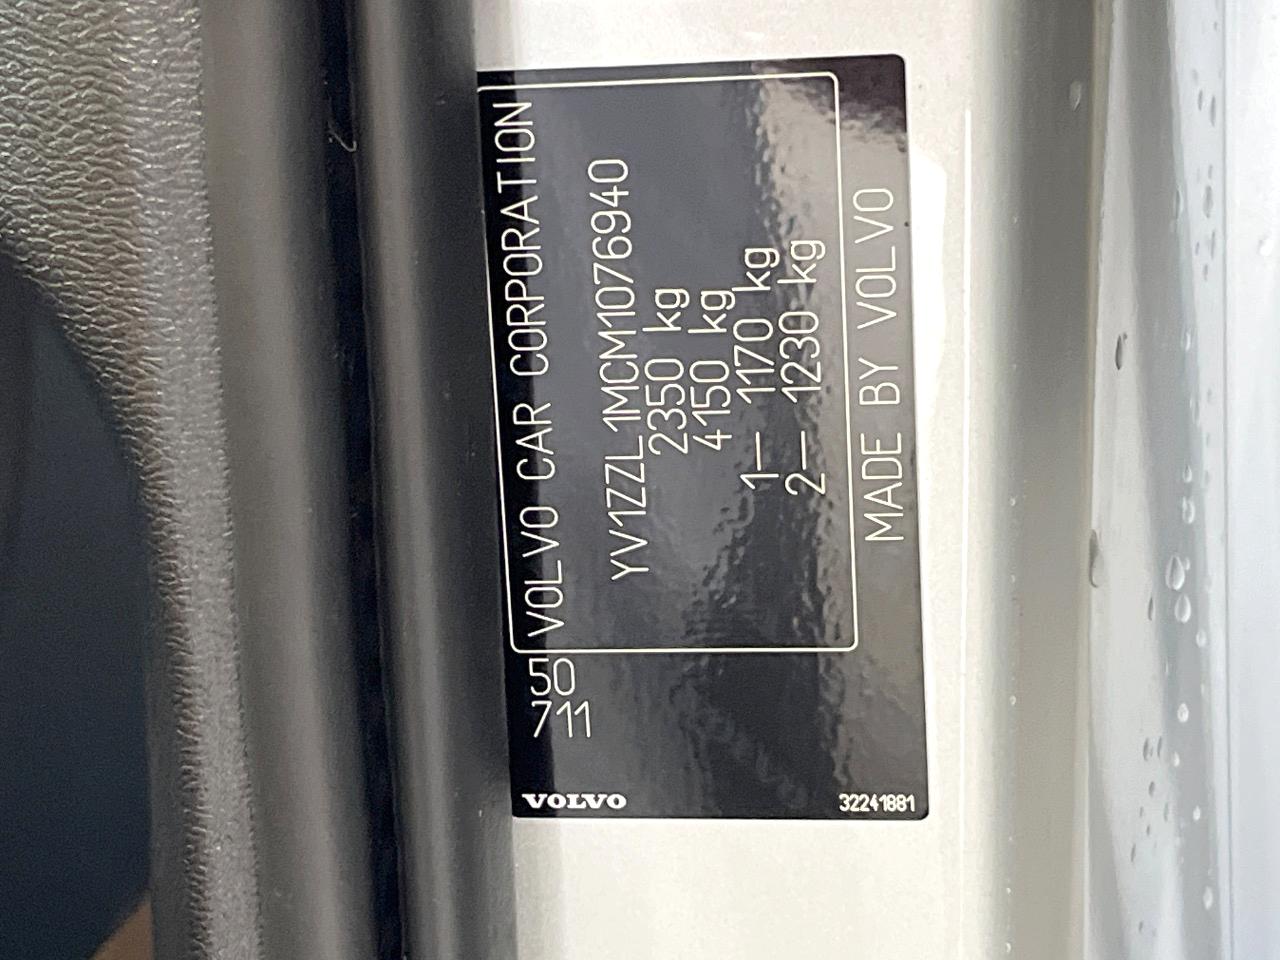 VOLVO CAR CORPORATION
YV1ZZL1MCM1076940
2350 kg
4150 kg
1— 1170 kg
2— 1230 kg
MADE BY VOLVO
50
711
VOLVO
32241881